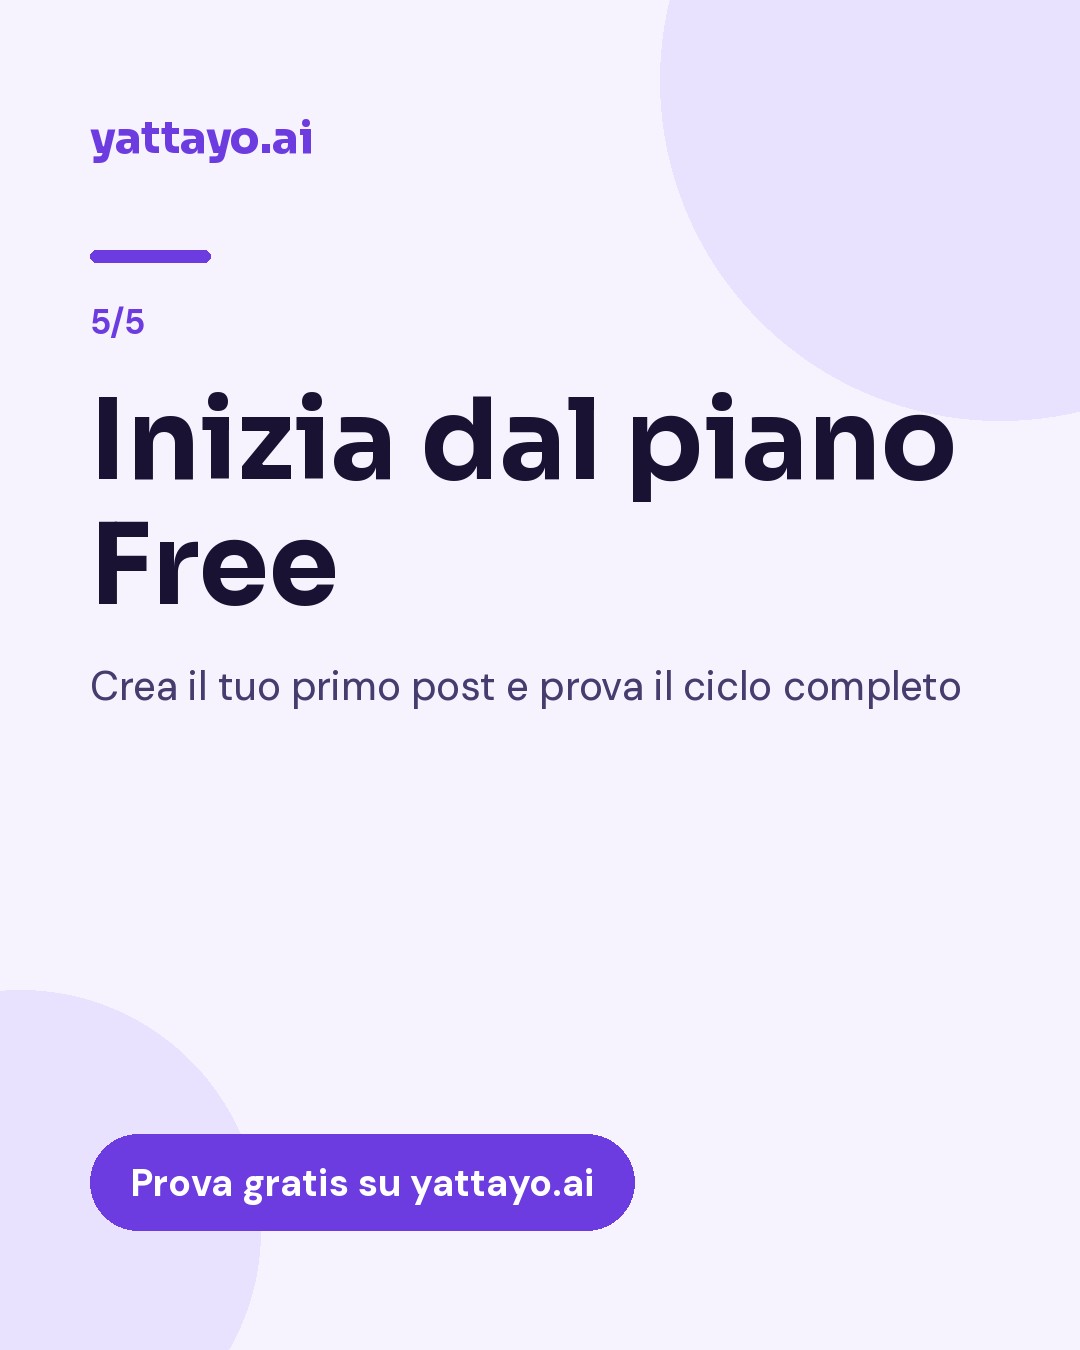 yattayo.ai
5/5
Inizia dal piano
Free
Crea il tuo primo post e prova il ciclo completo
Prova gratis su yattayo.ai